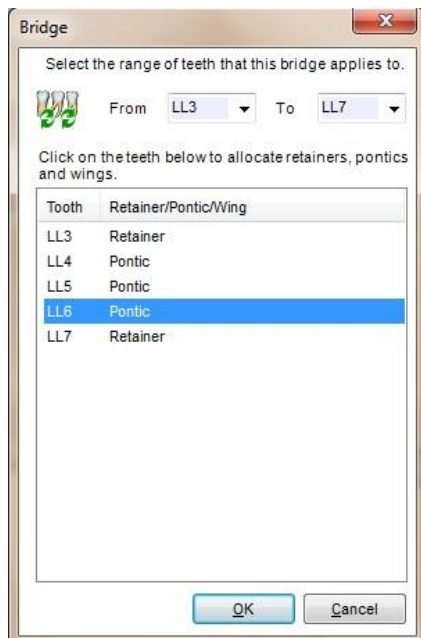 Bridge
Select the range of teeth that this bridge applies to.
From LL3 To LL7
Click on the teeth below to allocate retainers, pontics
and wings.
Tooth Retainer/Pontic/Wing
LL3 Retainer
LL4 Pontic
LL5 Pontic
LL6 Pontic
LL7 Retainer
OK Cancel